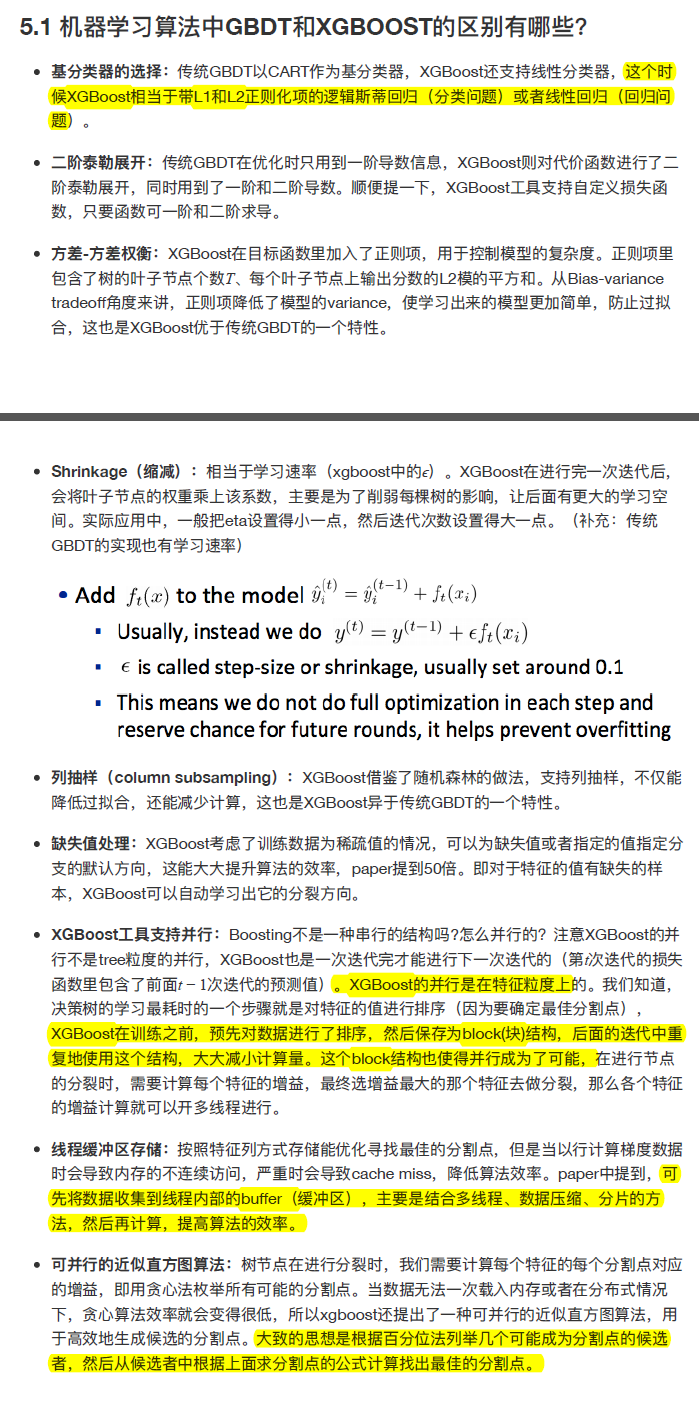 5.1 机器学习算法中GBDT和XGBOOST的区别有哪些？
• 基分类器的选择：传统GBDT以CART作为基分类器，XGBoost还支持线性分类器，这个时
候XGBoost相当于带L1和L2正则化项的逻辑斯蒂回归（分类问题）或者线性回归（回归问
题）。
• 二阶泰勒展开：传统GBDT在优化时只用到一阶导数信息，XGBoost则对代价函数进行了二
阶泰勒展开，同时用到了一阶和二阶导数。顺便提一下，XGBoost工具支持自定义损失函
数，只要函数可一阶和二阶求导。
• 方差-方差权衡：XGBoost在目标函数里加入了正则项，用于控制模型的复杂度。正则项里
包含了树的叶子节点个数T、每个叶子节点上输出分数的L2模的平方和。从Bias-variance
tradeoff角度来讲，正则项降低了模型的variance，使学习出来的模型更加简单，防止过拟
合，这也是XGBoost优于传统GBDT的一个特性。
• Shrinkage（缩减）：相当于学习速率（xgboost中的ϵ）。XGBoost在进行完一次迭代后，
会将叶子节点的权重乘上该系数，主要是为了削弱每棵树的影响，让后面有更大的学习空
间。实际应用中，一般把eta设置得小一点，然后迭代次数设置得大一点。（补充：传统
GBDT的实现也有学习速率）
• Add f_t(x) to the model ŷ_i^(t) = ŷ_i^(t−1) + f_t(x_i)
▪ Usually, instead we do y^(t) = y^(t−1) + ϵf_t(x_i)
▪ ϵ is called step-size or shrinkage, usually set around 0.1
▪ This means we do not do full optimization in each step and
reserve chance for future rounds, it helps prevent overfitting
• 列抽样（column subsampling）：XGBoost借鉴了随机森林的做法，支持列抽样，不仅能
降低过拟合，还能减少计算，这也是XGBoost异于传统GBDT的一个特性。
• 缺失值处理：XGBoost考虑了训练数据为稀疏值的情况，可以为缺失值或者指定的值指定分
支的默认方向，这能大大提升算法的效率，paper提到50倍。即对于特征的值有缺失的样
本，XGBoost可以自动学习出它的分裂方向。
• XGBoost工具支持并行：Boosting不是一种串行的结构吗?怎么并行的？注意XGBoost的并
行不是tree粒度的并行，XGBoost也是一次迭代完才能进行下一次迭代的（第t次迭代的损失
函数里包含了前面t − 1次迭代的预测值）。XGBoost的并行是在特征粒度上的。我们知道，
决策树的学习最耗时的一个步骤就是对特征的值进行排序（因为要确定最佳分割点），
XGBoost在训练之前，预先对数据进行了排序，然后保存为block(块)结构，后面的迭代中重
复地使用这个结构，大大减小计算量。这个block结构也使得并行成为了可能，在进行节点
的分裂时，需要计算每个特征的增益，最终选增益最大的那个特征去做分裂，那么各个特征
的增益计算就可以开多线程进行。
• 线程缓冲区存储：按照特征列方式存储能优化寻找最佳的分割点，但是当以行计算梯度数据
时会导致内存的不连续访问，严重时会导致cache miss，降低算法效率。paper中提到，可
先将数据收集到线程内部的buffer（缓冲区），主要是结合多线程、数据压缩、分片的方
法，然后再计算，提高算法的效率。
• 可并行的近似直方图算法：树节点在进行分裂时，我们需要计算每个特征的每个分割点对应
的增益，即用贪心法枚举所有可能的分割点。当数据无法一次载入内存或者在分布式情况
下，贪心算法效率就会变得很低，所以xgboost还提出了一种可并行的近似直方图算法，用
于高效地生成候选的分割点。大致的思想是根据百分位法列举几个可能成为分割点的候选
者，然后从候选者中根据上面求分割点的公式计算找出最佳的分割点。